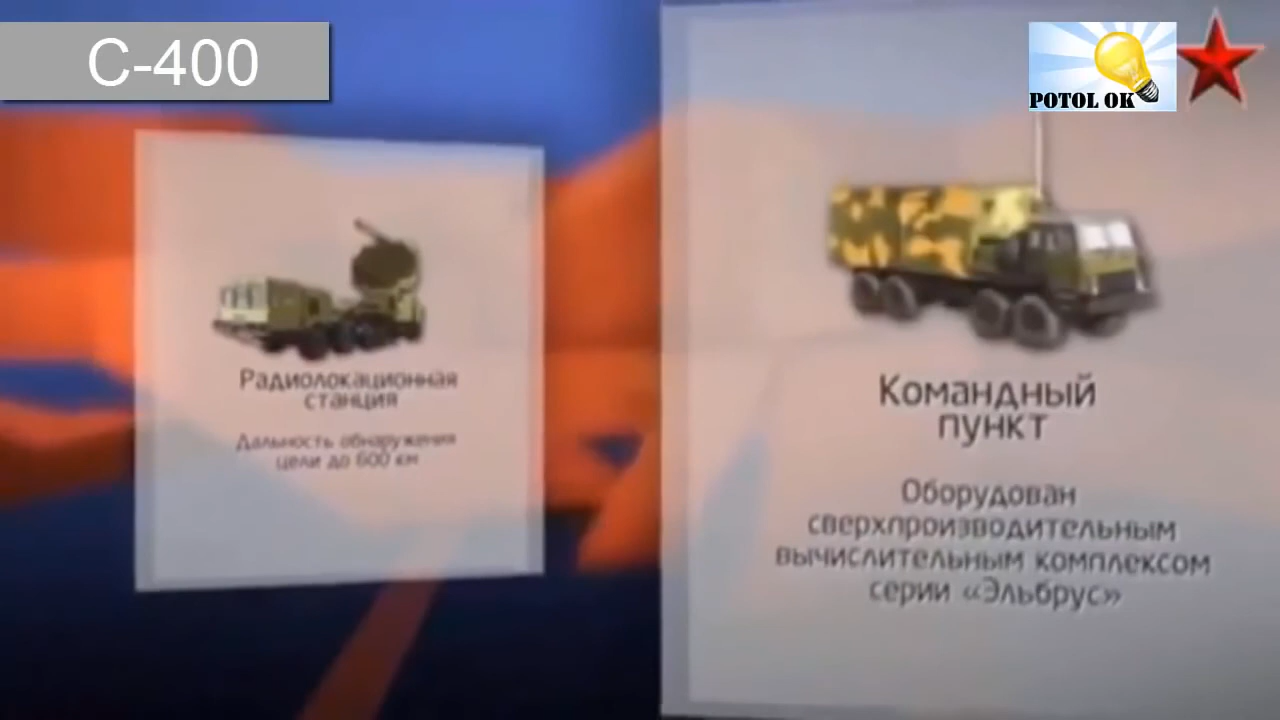 С-400
POTOL OK
Радиолокационная
станция
Дальность обнаружения
цели до 600 км
Командный
пункт
Оборудован
сверхпроизводительным
вычислительным комплексом
серии «Эльбрус»